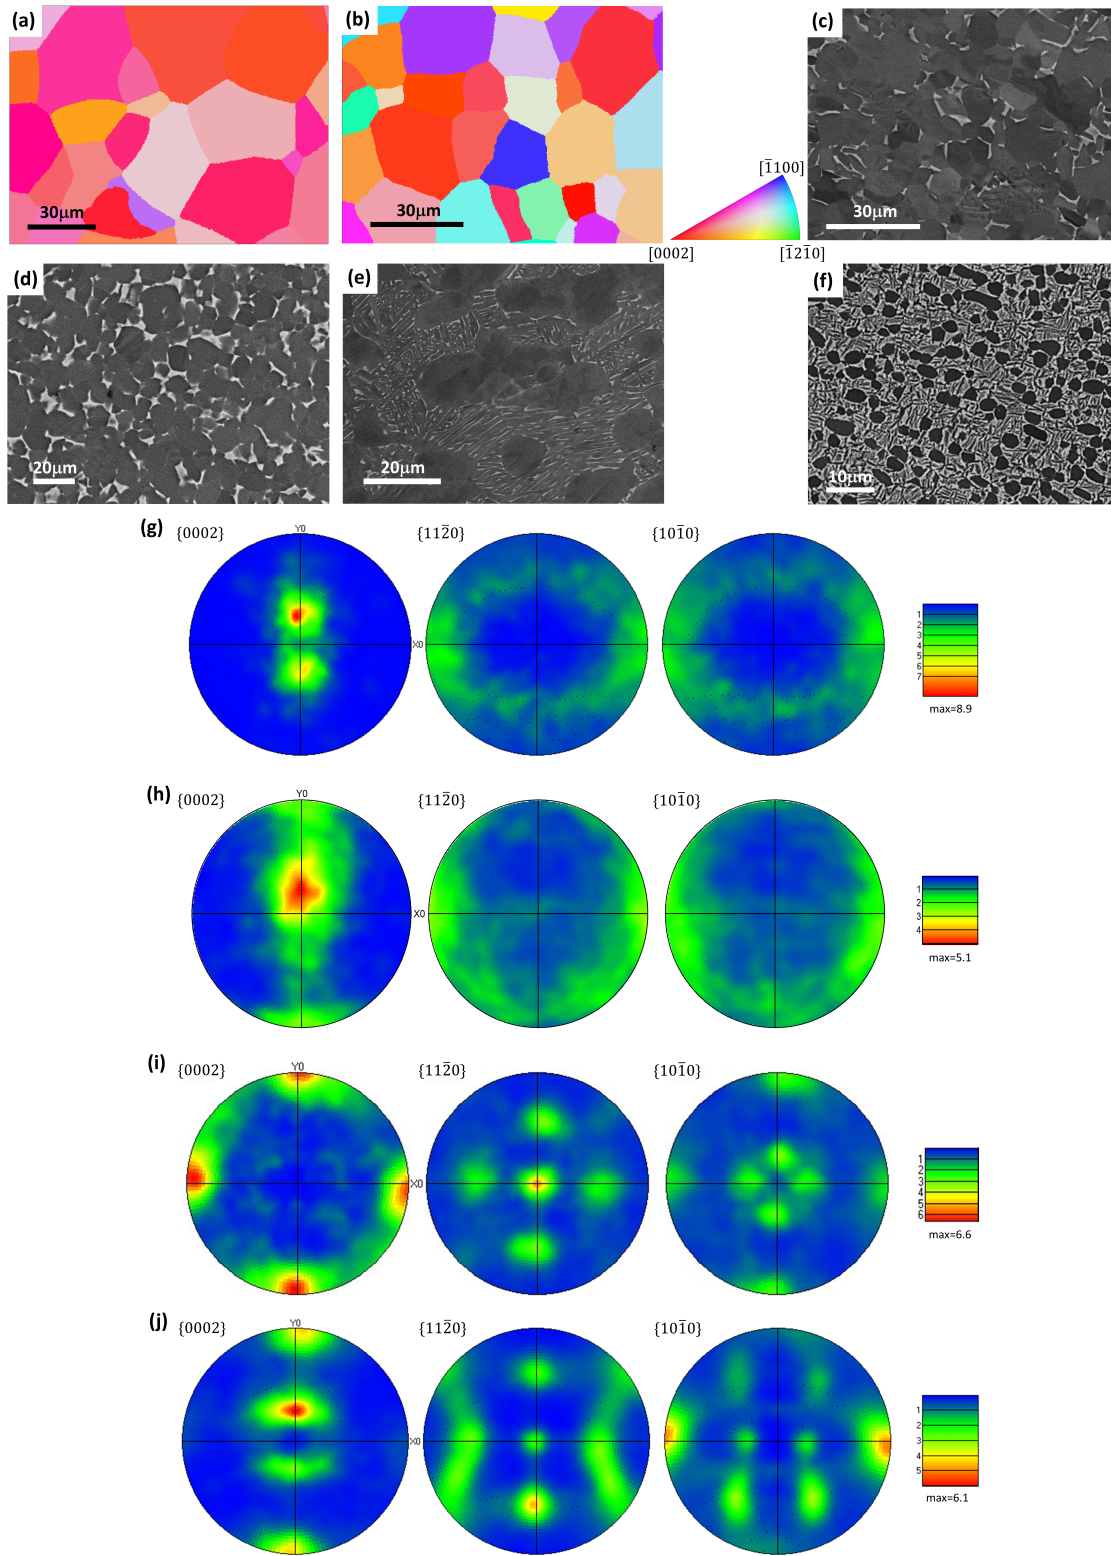 (a)
(b)
(c)
30μm
30μm
[1̅100]
[0002]
[1̅21̅0]
30μm
(d)
(e)
(f)
20μm
20μm
10μm
(g)
{0002}
Y0
X0
{112̅0}
{101̅0}
1
2
3
4
5
6
7
max=8.9
(h)
{0002}
Y0
X0
{112̅0}
{101̅0}
1
2
3
4
max=5.1
(i)
{0002}
Y0
X0
{112̅0}
{101̅0}
1
2
3
4
5
6
max=6.6
(j)
{0002}
Y0
X0
{112̅0}
{101̅0}
1
2
3
4
5
max=6.1